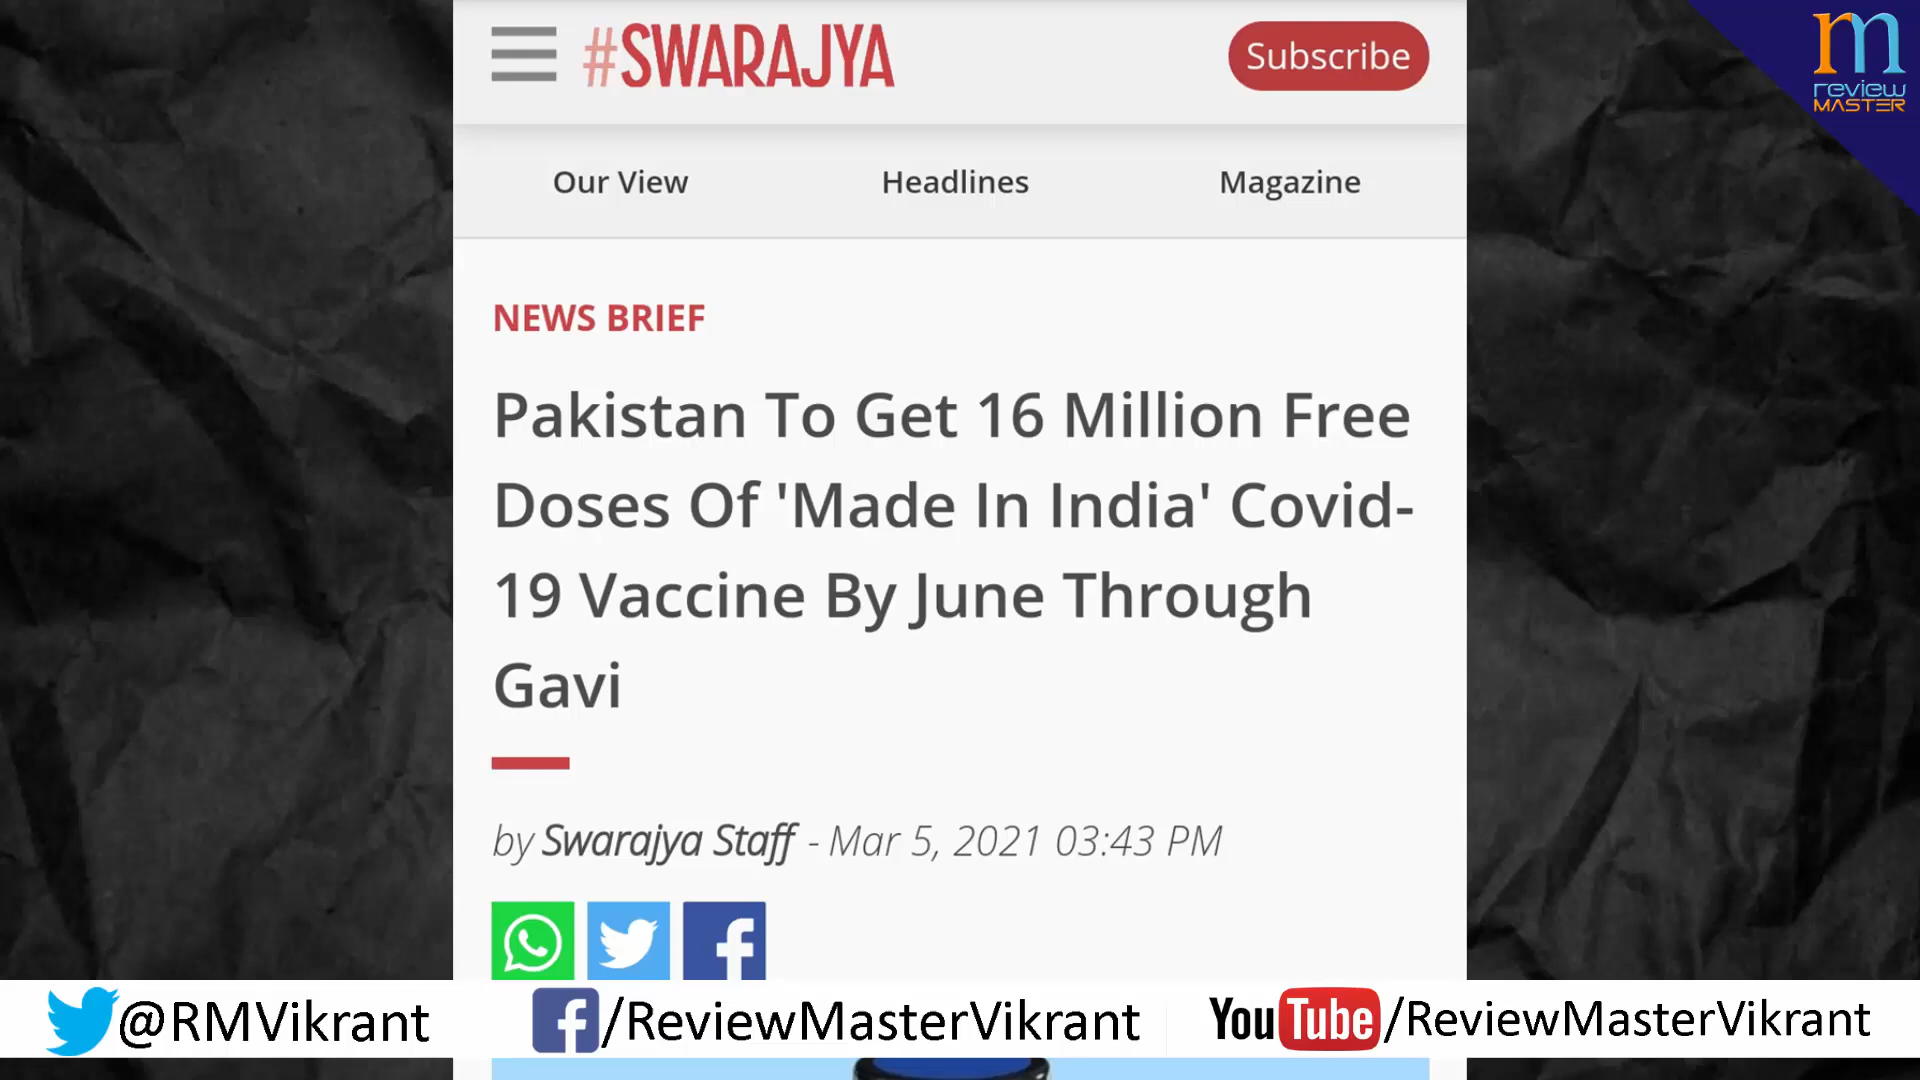 #SWARAJYA
Subscribe
rm
review
MASTER
Our View
Headlines
Magazine
NEWS BRIEF
Pakistan To Get 16 Million Free
Doses Of 'Made In India' Covid-
19 Vaccine By June Through
Gavi
by Swarajya Staff - Mar 5, 2021 03:43 PM
@RMVikrant
/ReviewMasterVikrant
YouTube/ReviewMasterVikrant